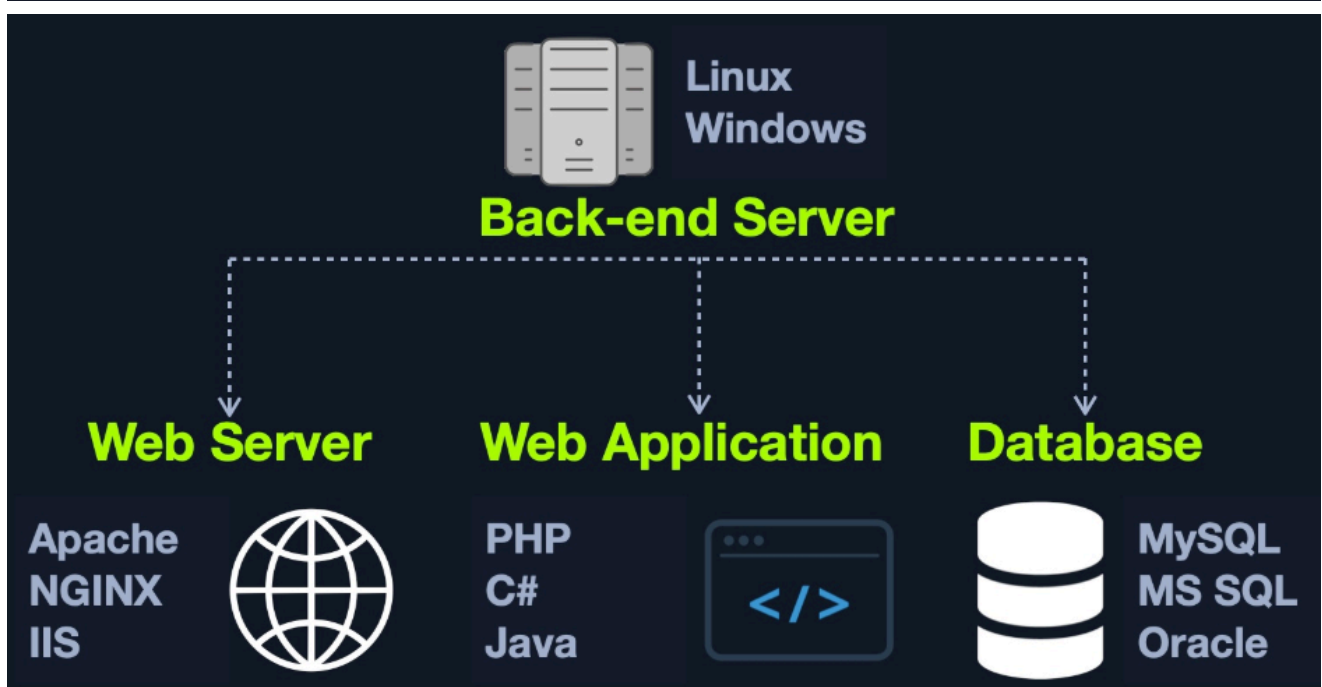 Linux
Windows
Back-end Server
Web Server
Web Application
Database
Apache
NGINX
IIS
PHP
C#
Java
</>
MySQL
MS SQL
Oracle